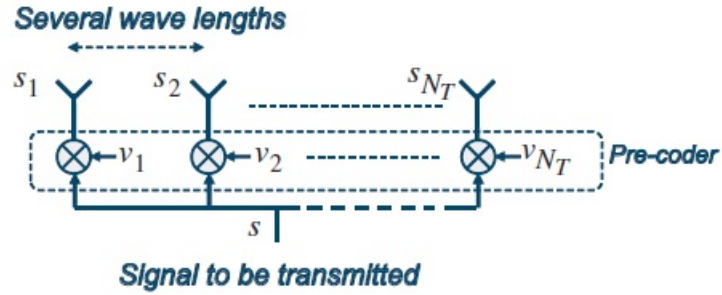 Several wave lengths
s1 s2 sNT
v1 v2 vNT Pre-coder
s
Signal to be transmitted